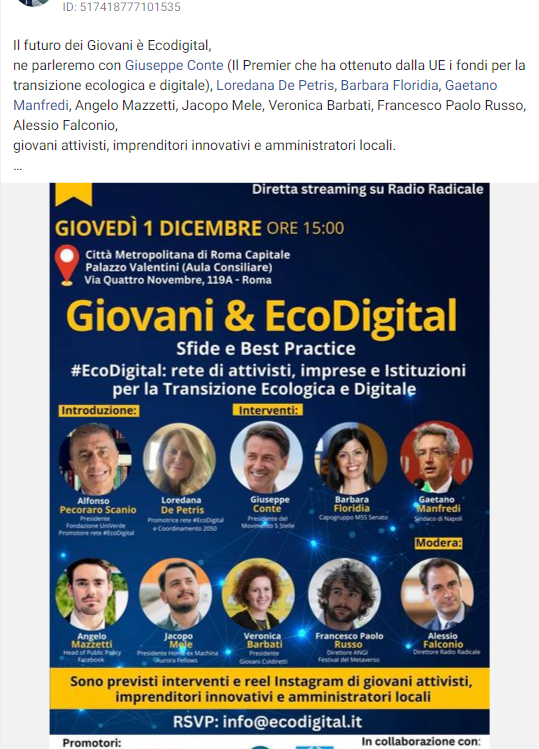 ID: 517418777101535
Il futuro dei Giovani è Ecodigital,
ne parleremo con Giuseppe Conte (Il Premier che ha ottenuto dalla UE i fondi per la
transizione ecologica e digitale), Loredana De Petris, Barbara Floridia, Gaetano
Manfredi, Angelo Mazzetti, Jacopo Mele, Veronica Barbati, Francesco Paolo Russo,
Alessio Falconio,
giovani attivisti, imprenditori innovativi e amministratori locali.
...
Diretta streaming su Radio Radicale
GIOVEDÌ 1 DICEMBRE ORE 15:00
Città Metropolitana di Roma Capitale
Palazzo Valentini (Aula Consiliare)
Via Quattro Novembre, 119A - Roma
Giovani & EcoDigital
Sfide e Best Practice
#EcoDigital: rete di attivisti, imprese e Istituzioni
per la Transizione Ecologica e Digitale
Introduzione:
Interventi:
Alfonso
Pecoraro Scanio
Presidente
Fondazione UniVerde
Promotore rete #EcoDigital
Loredana
De Petris
Promotrice rete #EcoDigital
e Coordinamento 2050
Giuseppe
Conte
Presidente del
Movimento 5 Stelle
Barbara
Floridia
Capogruppo M5S Senato
Gaetano
Manfredi
Sindaco di Napoli
Modera:
Angelo
Mazzetti
Head of Public Policy
Facebook
Jacopo
Mele
Presidente Homo ex Machina
Aurora Fellows
Veronica
Barbati
Presidente
Giovani Coldiretti
Francesco Paolo
Russo
Direttore ANGI
Festival del Metaverso
Alessio
Falconio
Direttore Radio Radicale
Sono previsti interventi e reel Instagram di giovani attivisti,
imprenditori innovativi e amministratori locali
RSVP: info@ecodigital.it
Promotori:
In collaborazione con: